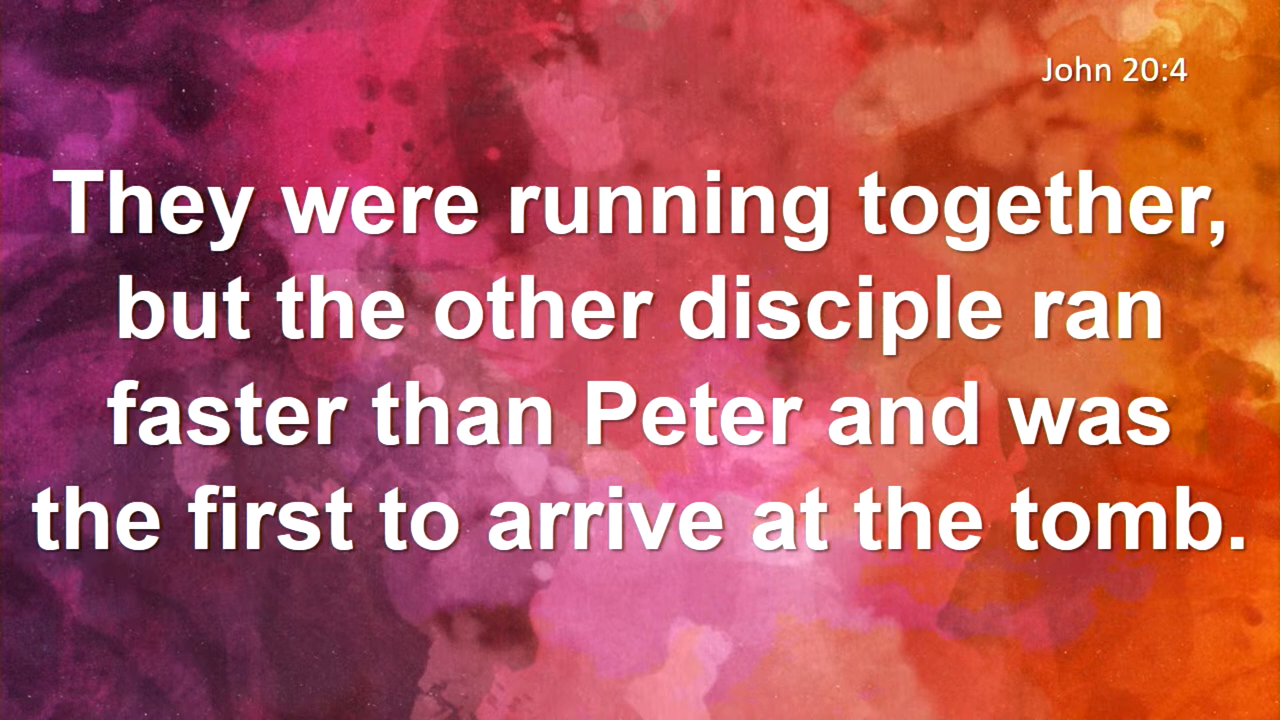 John 20:4
They were running together,
but the other disciple ran
faster than Peter and was
the first to arrive at the tomb.